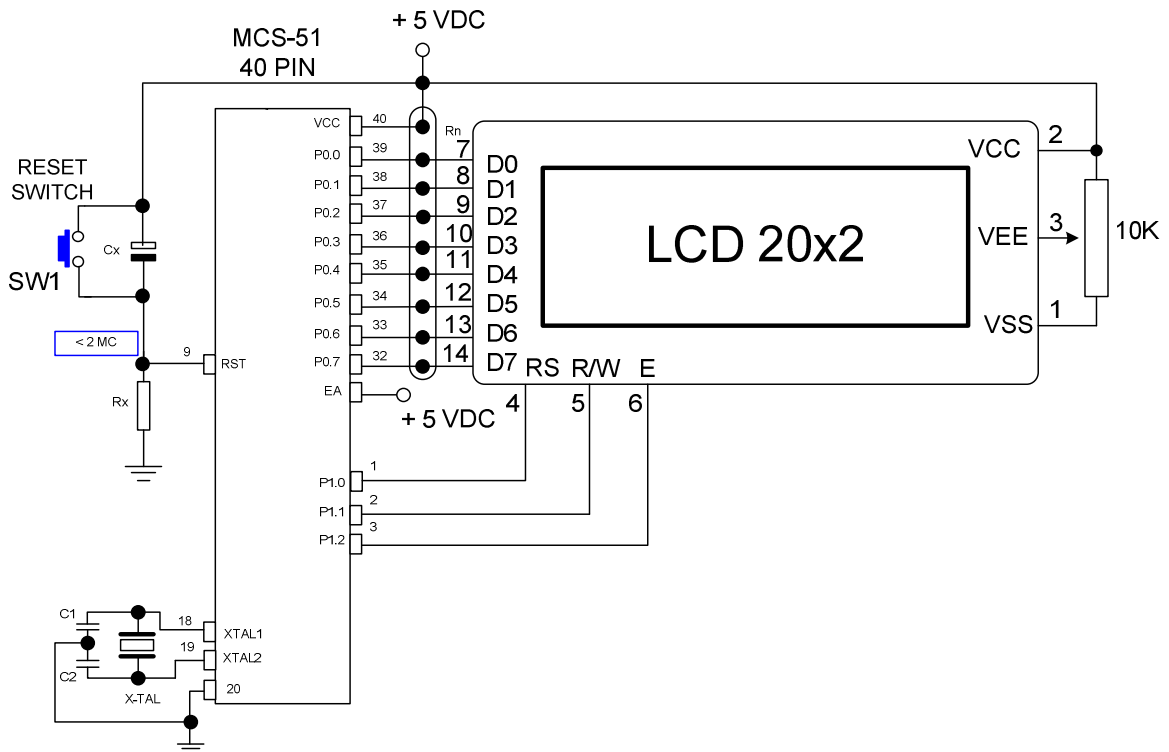 + 5 VDC
MCS-51
40 PIN
RESET
SWITCH
SW1
Cx
< 2 MC
Rx
9
RST
VCC
40
P0.0
39
P0.1
38
P0.2
37
P0.3
36
P0.4
35
P0.5
34
P0.6
33
P0.7
32
EA
+ 5 VDC
P1.0
1
P1.1
2
P1.2
3
Rn
7
D0
8
D1
9
D2
10
D3
11
D4
12
D5
13
D6
14
D7
LCD 20x2
RS
R/W
E
4
5
6
VCC
2
VEE
3
VSS
1
10K
C1
C2
X-TAL
18
XTAL1
19
XTAL2
20